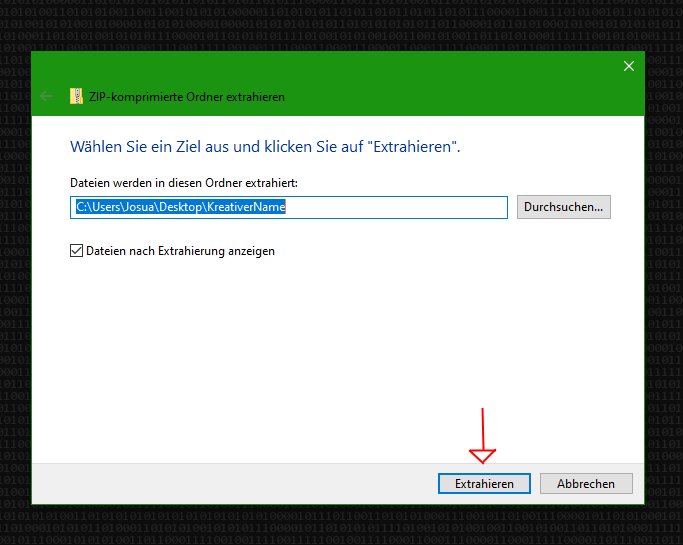 ZIP-komprimierte Ordner extrahieren
Wählen Sie ein Ziel aus und klicken Sie auf "Extrahieren".
Dateien werden in diesen Ordner extrahiert:
C:\Users\Josua\Desktop\KreativerName
Durchsuchen...
Dateien nach Extrahierung anzeigen
Extrahieren
Abbrechen